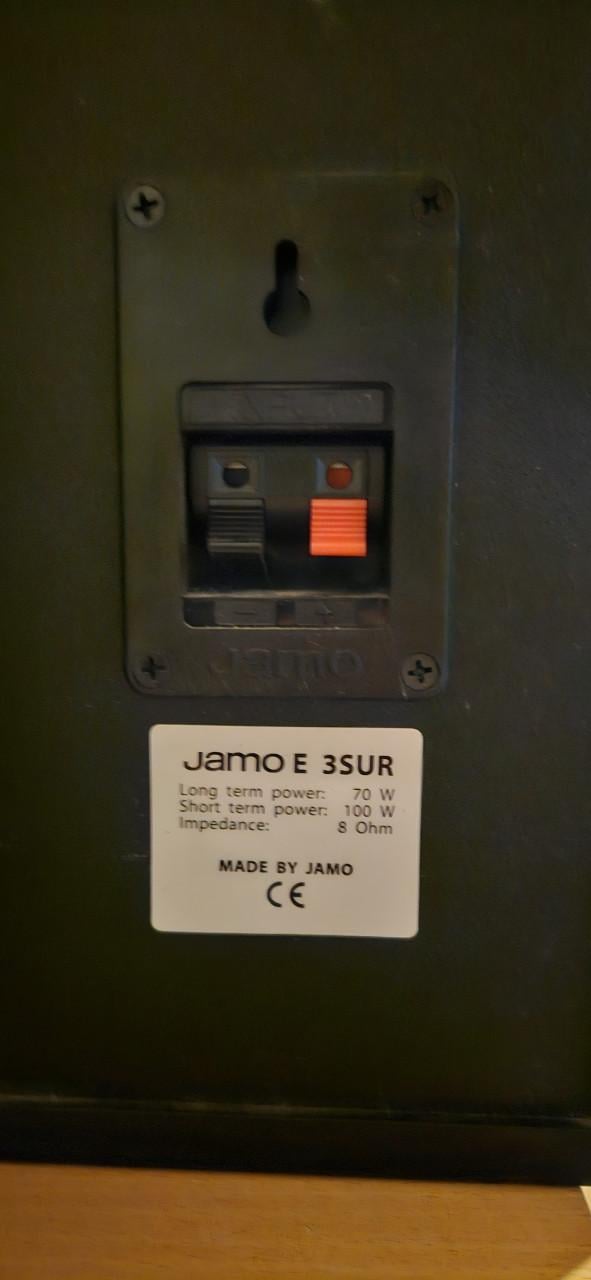 - +
Jamo
Jamo E 3SUR
Long term power: 70 W
Short term power: 100 W
Impedance: 8 Ohm
MADE BY JAMO
CE